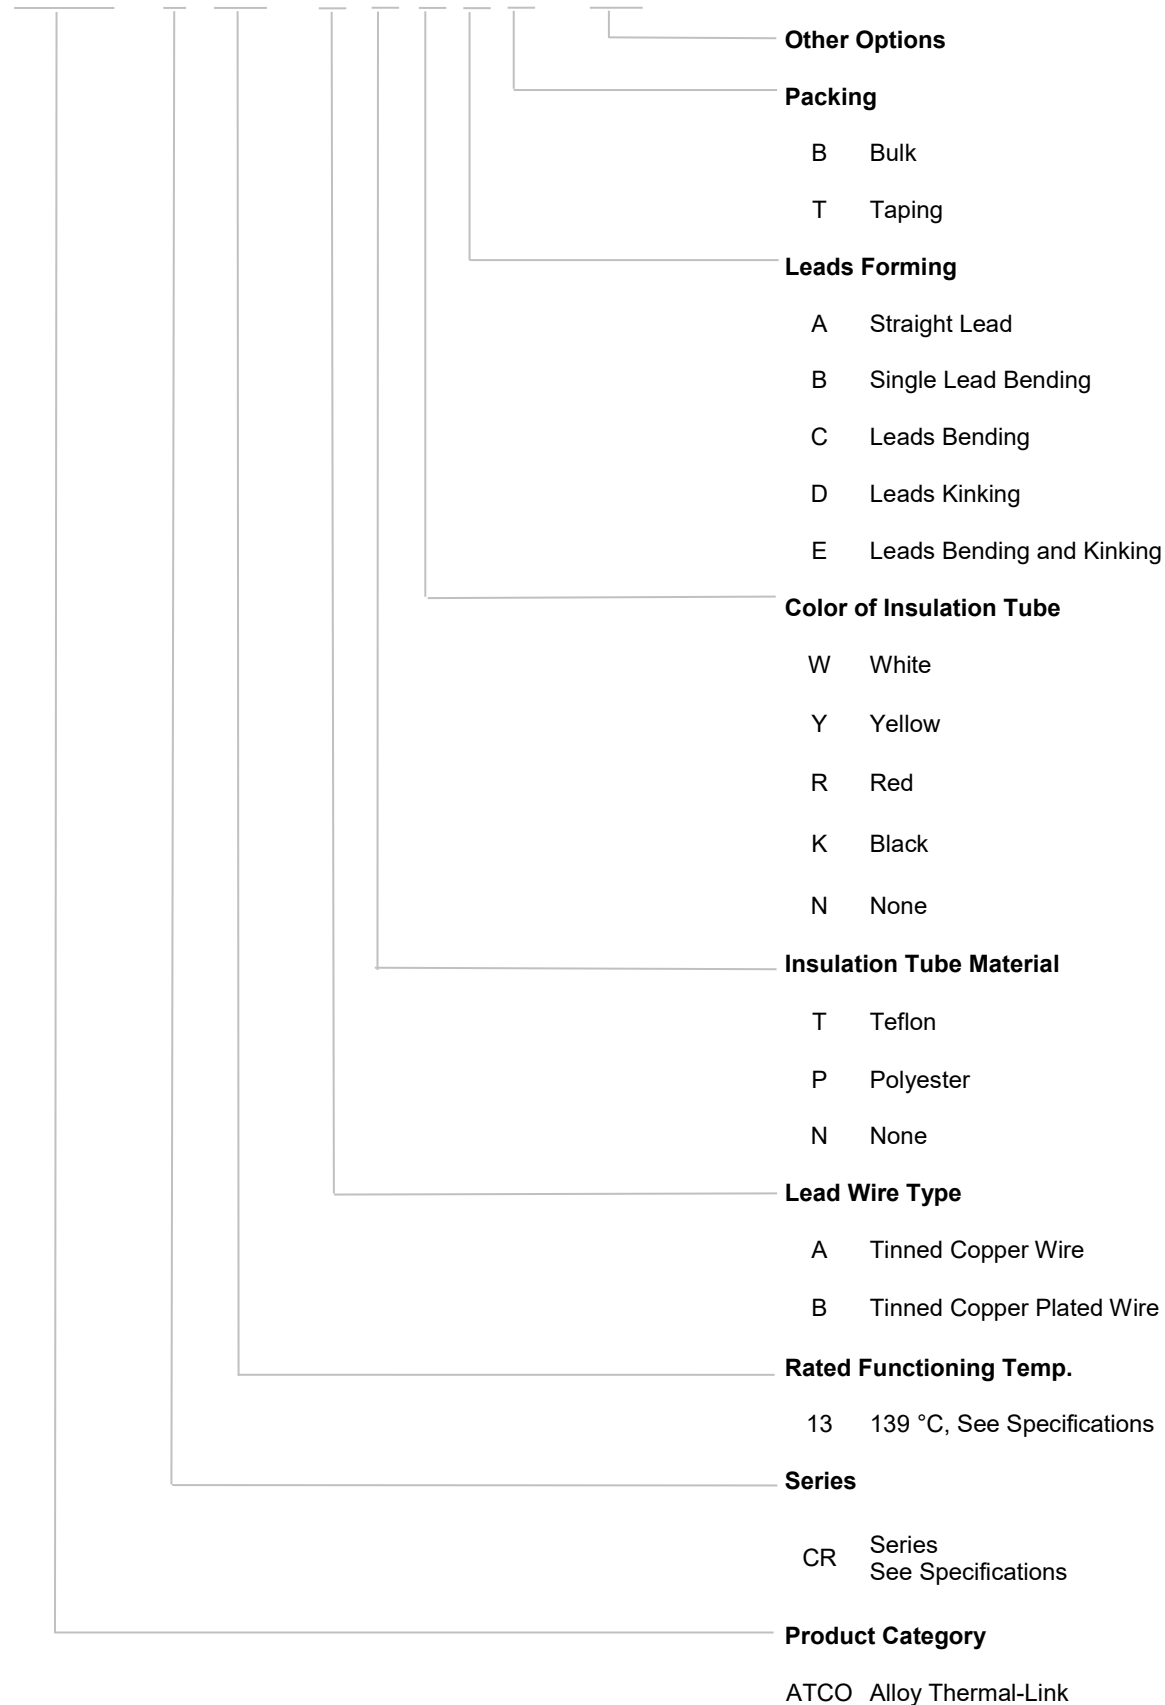 Other Options
Packing
B Bulk
T Taping
Leads Forming
A Straight Lead
B Single Lead Bending
C Leads Bending
D Leads Kinking
E Leads Bending and Kinking
Color of Insulation Tube
W White
Y Yellow
R Red
K Black
N None
Insulation Tube Material
T Teflon
P Polyester
N None
Lead Wire Type
A Tinned Copper Wire
B Tinned Copper Plated Wire
Rated Functioning Temp.
13 139 °C, See Specifications
Series
CR Series
See Specifications
Product Category
ATCO Alloy Thermal-Link